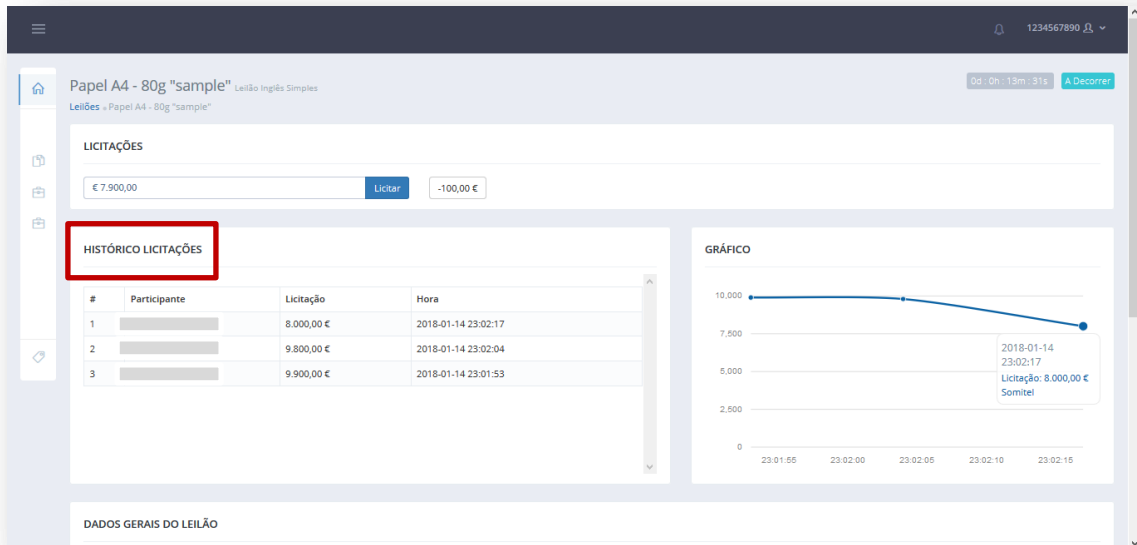 1234567890
Papel A4 - 80g "sample" Leilão Inglês Simples
0d : 0h : 13m : 31s A Decorrer
Leilões » Papel A4 - 80g "sample"
LICITAÇÕES
€ 7.900,00 Licitar -100,00 €
HISTÓRICO LICITAÇÕES
# Participante Licitação Hora
1 8.000,00 € 2018-01-14 23:02:17
2 9.800,00 € 2018-01-14 23:02:04
3 9.900,00 € 2018-01-14 23:01:53
GRÁFICO
10,000
7,500
5,000
2,500
0
2018-01-14
23:02:17
Licitação: 8.000,00 €
Somitel
23:01:55 23:02:00 23:02:05 23:02:10 23:02:15
DADOS GERAIS DO LEILÃO